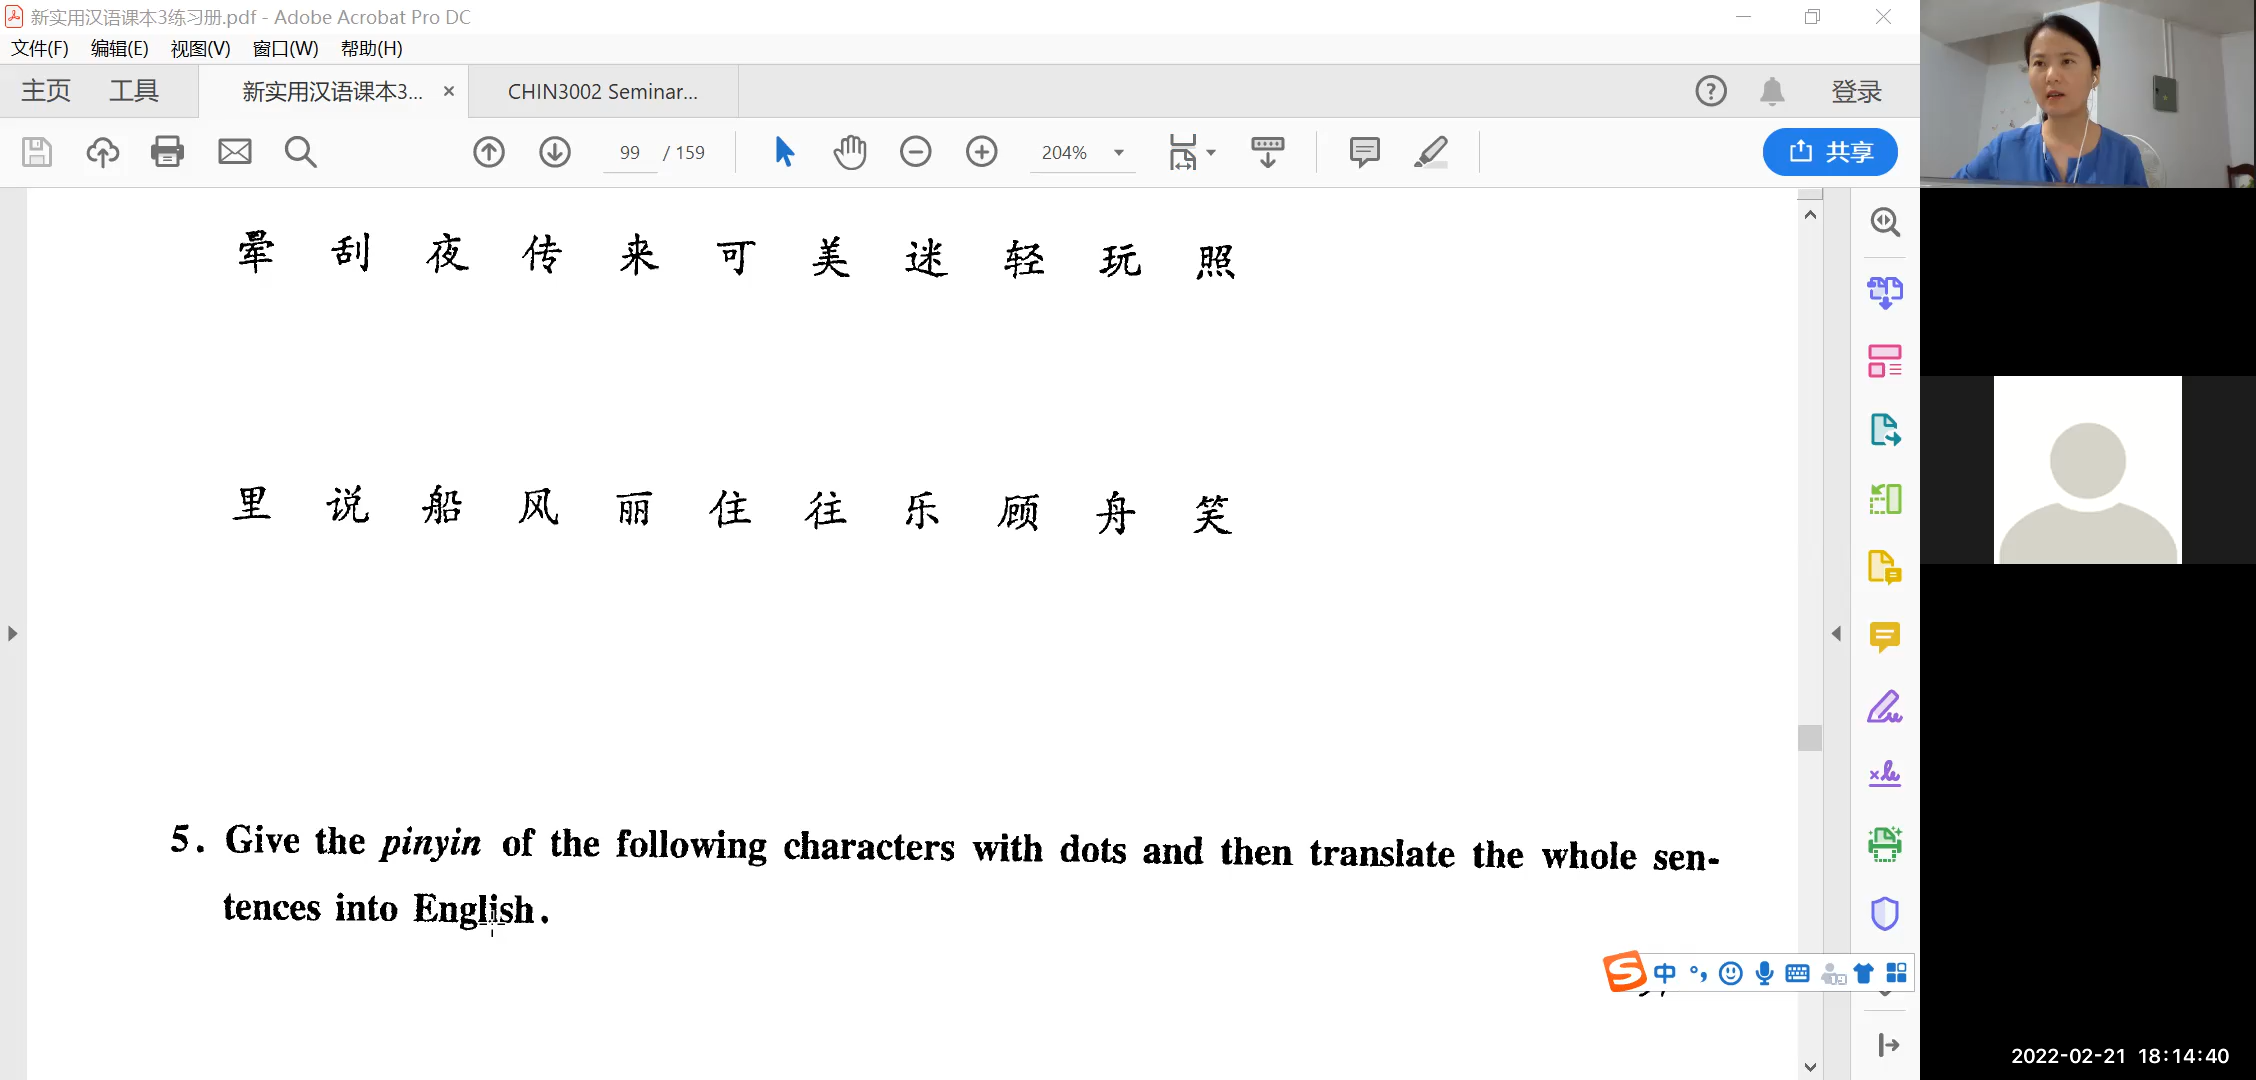 新实用汉语课本3练习册.pdf - Adobe Acrobat Pro DC
文件(F) 编辑(E) 视图(V) 窗口(W) 帮助(H)
主页 工具 新实用汉语课本3... × CHIN3002 Seminar... 登录
99 / 159 204% 共享
晕 刮 夜 传 来 可 美 迷 轻 玩 照
里 说 船 风 丽 住 往 乐 顾 舟 笑
5. Give the pinyin of the following characters with dots and then translate the whole sen-
tences into English.
中
2022-02-21 18:14:40